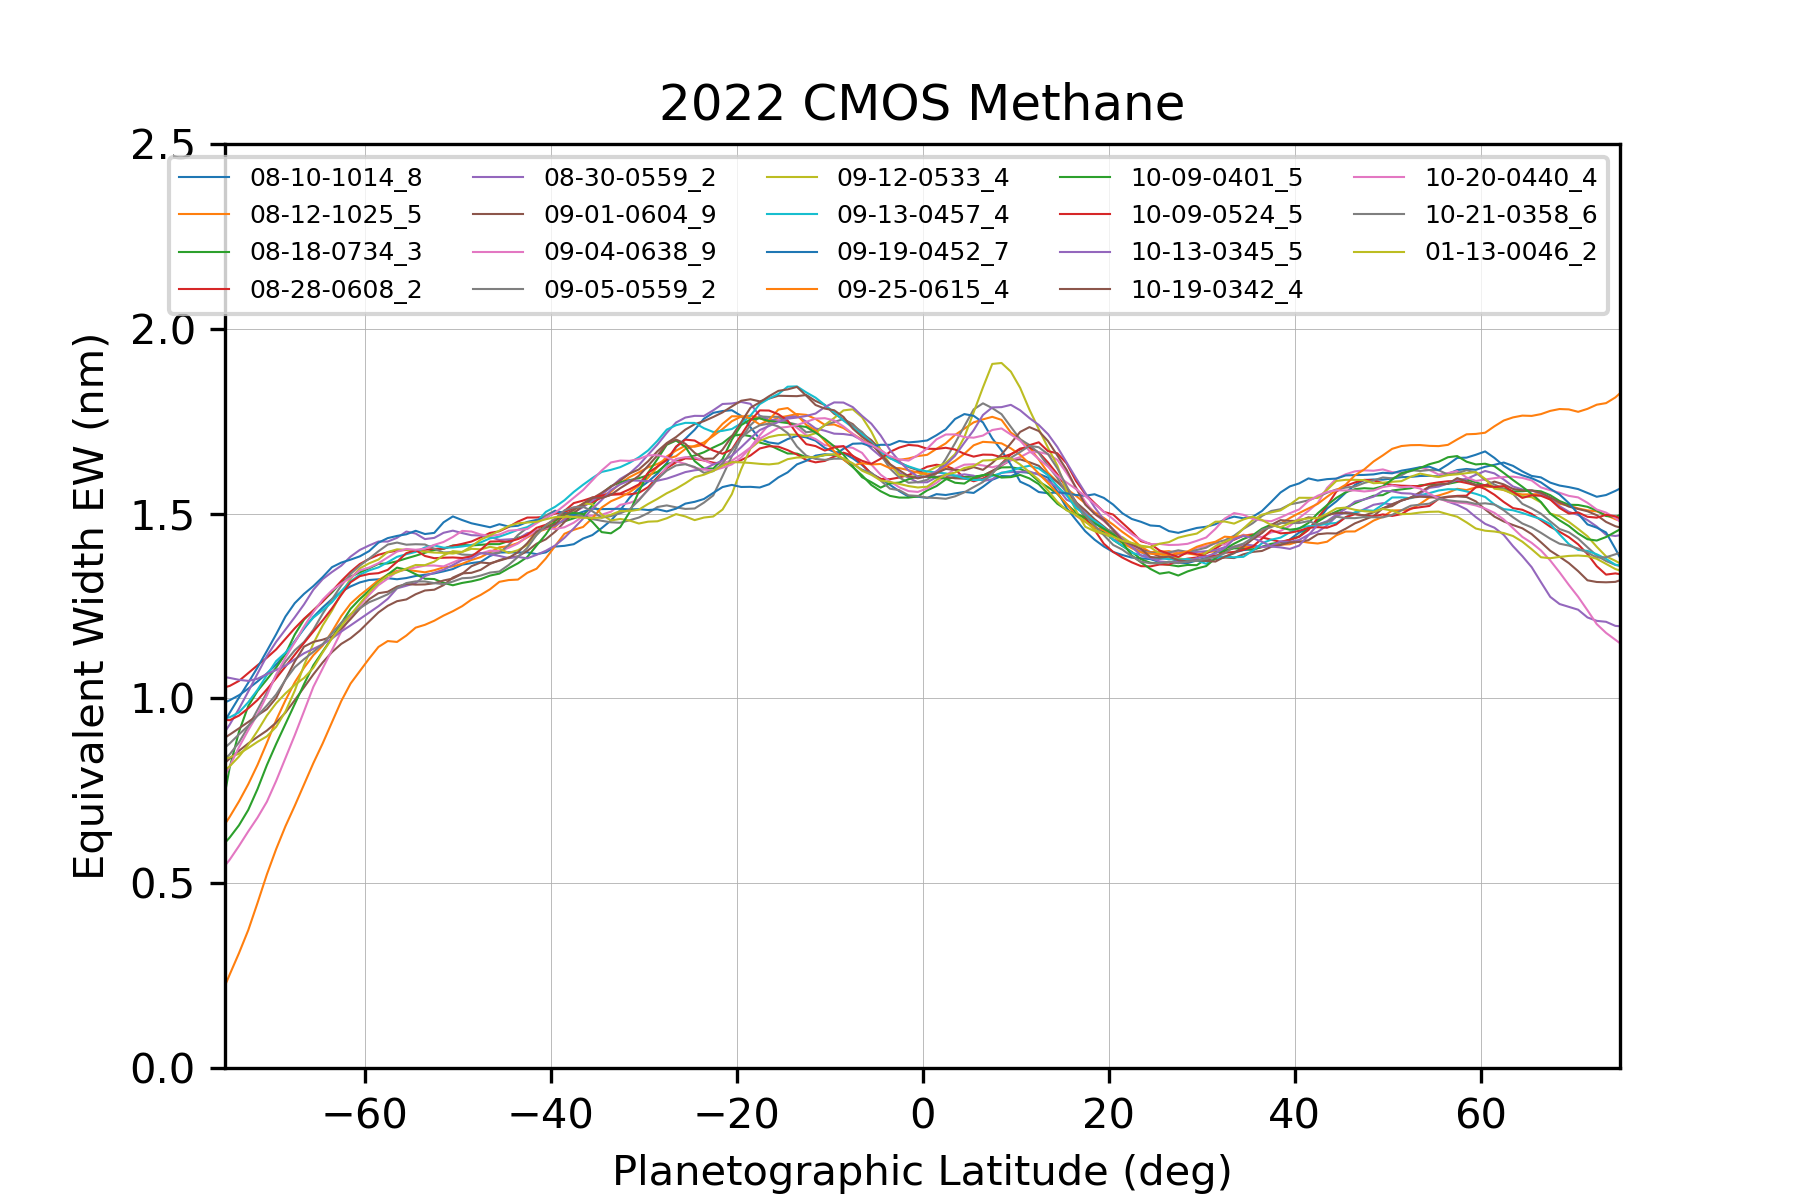 2022 CMOS Methane
08-10-1014_8 08-30-0559_2 09-12-0533_4 10-09-0401_5 10-20-0440_4
08-12-1025_5 09-01-0604_9 09-13-0457_4 10-09-0524_5 10-21-0358_6
08-18-0734_3 09-04-0638_9 09-19-0452_7 10-13-0345_5 01-13-0046_2
08-28-0608_2 09-05-0559_2 09-25-0615_4 10-19-0342_4
Equivalent Width EW (nm)
2.5
2.0
1.5
1.0
0.5
0.0
−60 −40 −20 0 20 40 60
Planetographic Latitude (deg)